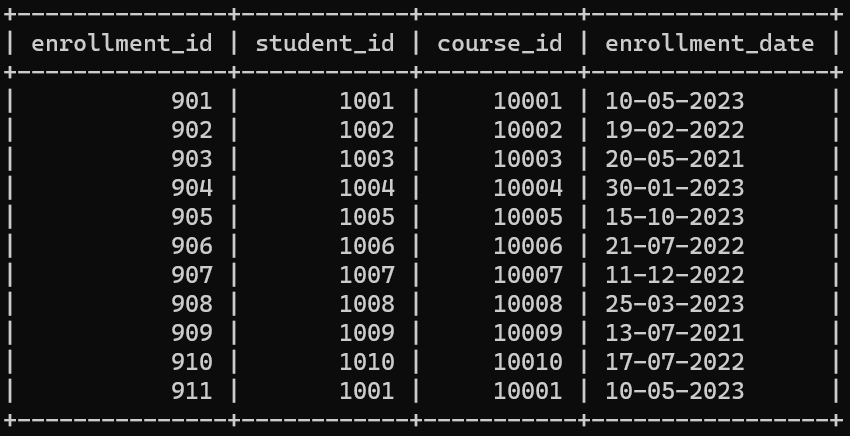 +----------------+------------+-----------+-----------------+
| enrollment_id | student_id | course_id | enrollment_date |
+----------------+------------+-----------+-----------------+
| 901 | 1001 | 10001 | 10-05-2023 |
| 902 | 1002 | 10002 | 19-02-2022 |
| 903 | 1003 | 10003 | 20-05-2021 |
| 904 | 1004 | 10004 | 30-01-2023 |
| 905 | 1005 | 10005 | 15-10-2023 |
| 906 | 1006 | 10006 | 21-07-2022 |
| 907 | 1007 | 10007 | 11-12-2022 |
| 908 | 1008 | 10008 | 25-03-2023 |
| 909 | 1009 | 10009 | 13-07-2021 |
| 910 | 1010 | 10010 | 17-07-2022 |
| 911 | 1001 | 10001 | 10-05-2023 |
+----------------+------------+-----------+-----------------+